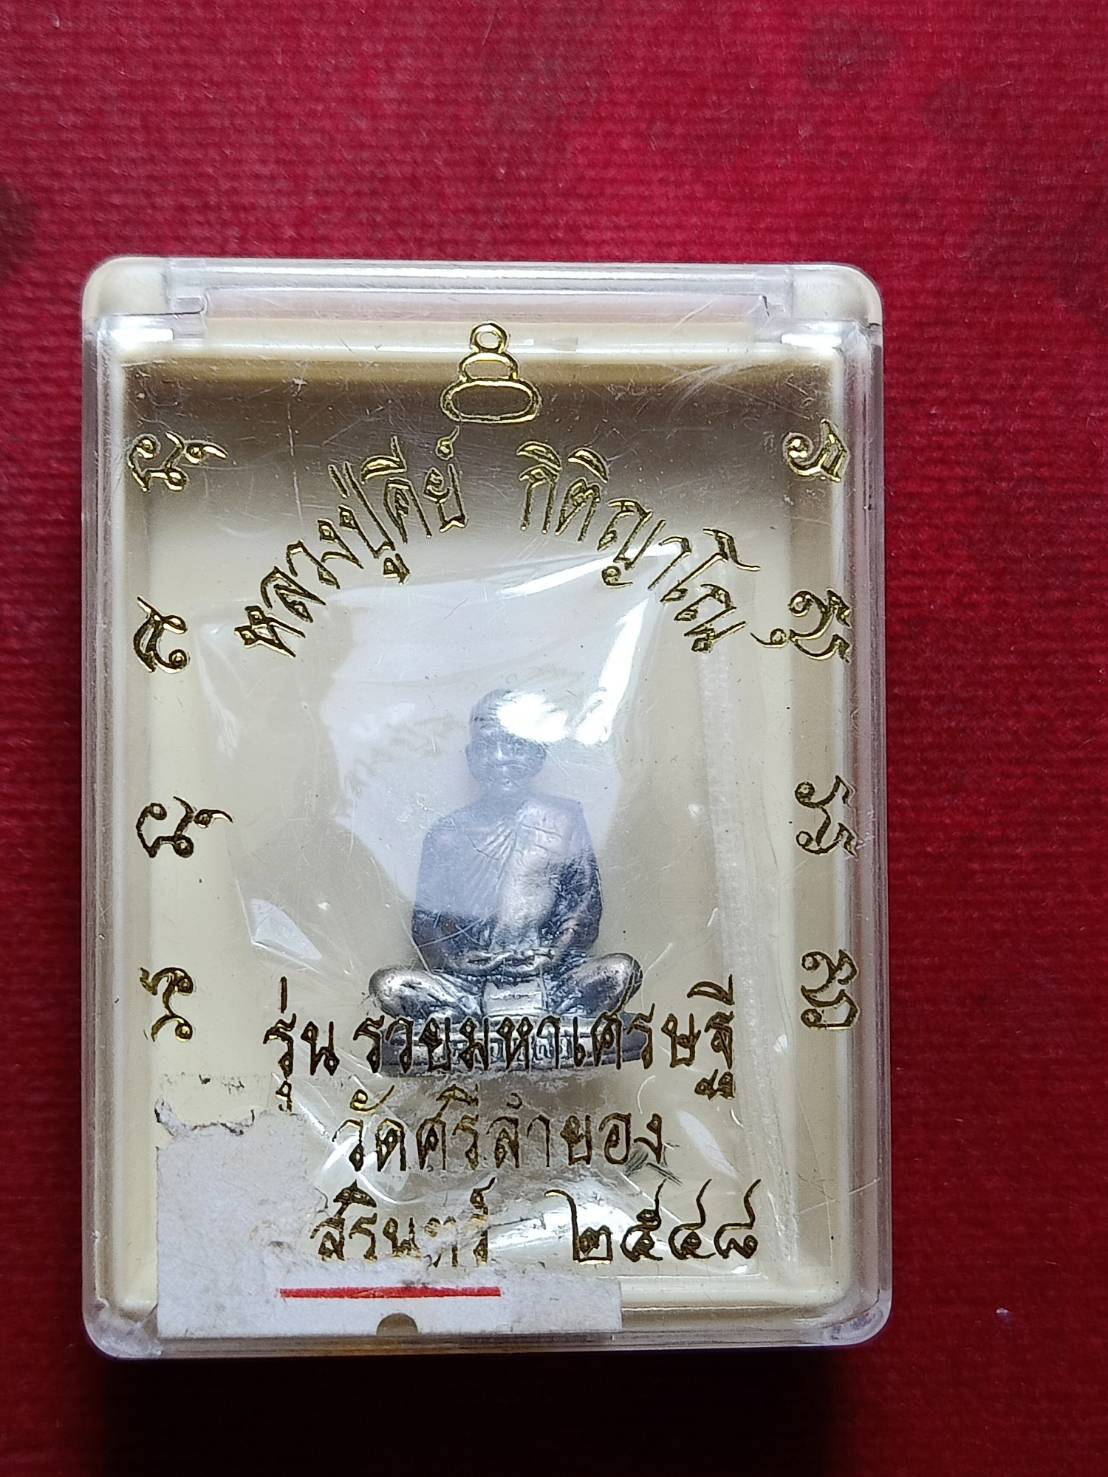 หลวงปู่คีย์ กิติญาโณ
รุ่น รวยมหาเศรษฐี
วัดศรีลำยอง
สุรินทร์ ๒๕๔๘